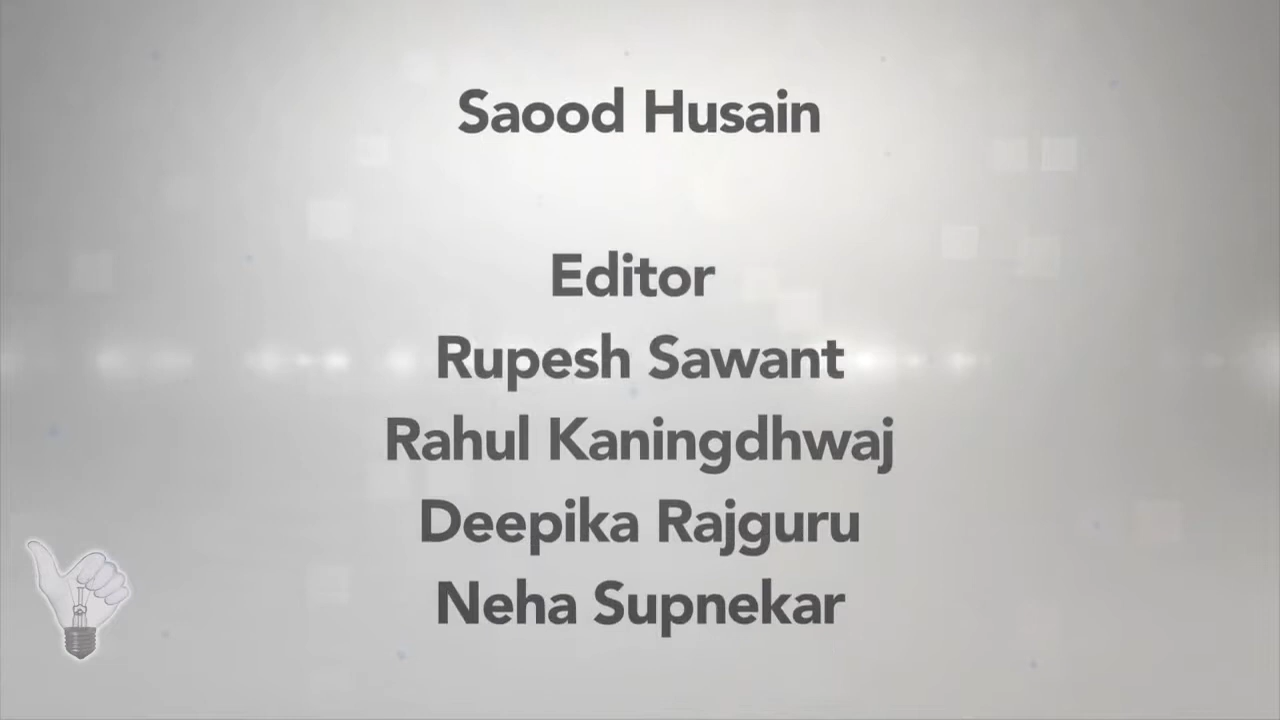 Saood Husain
Editor
Rupesh Sawant
Rahul Kaningdhwaj
Deepika Rajguru
Neha Supnekar